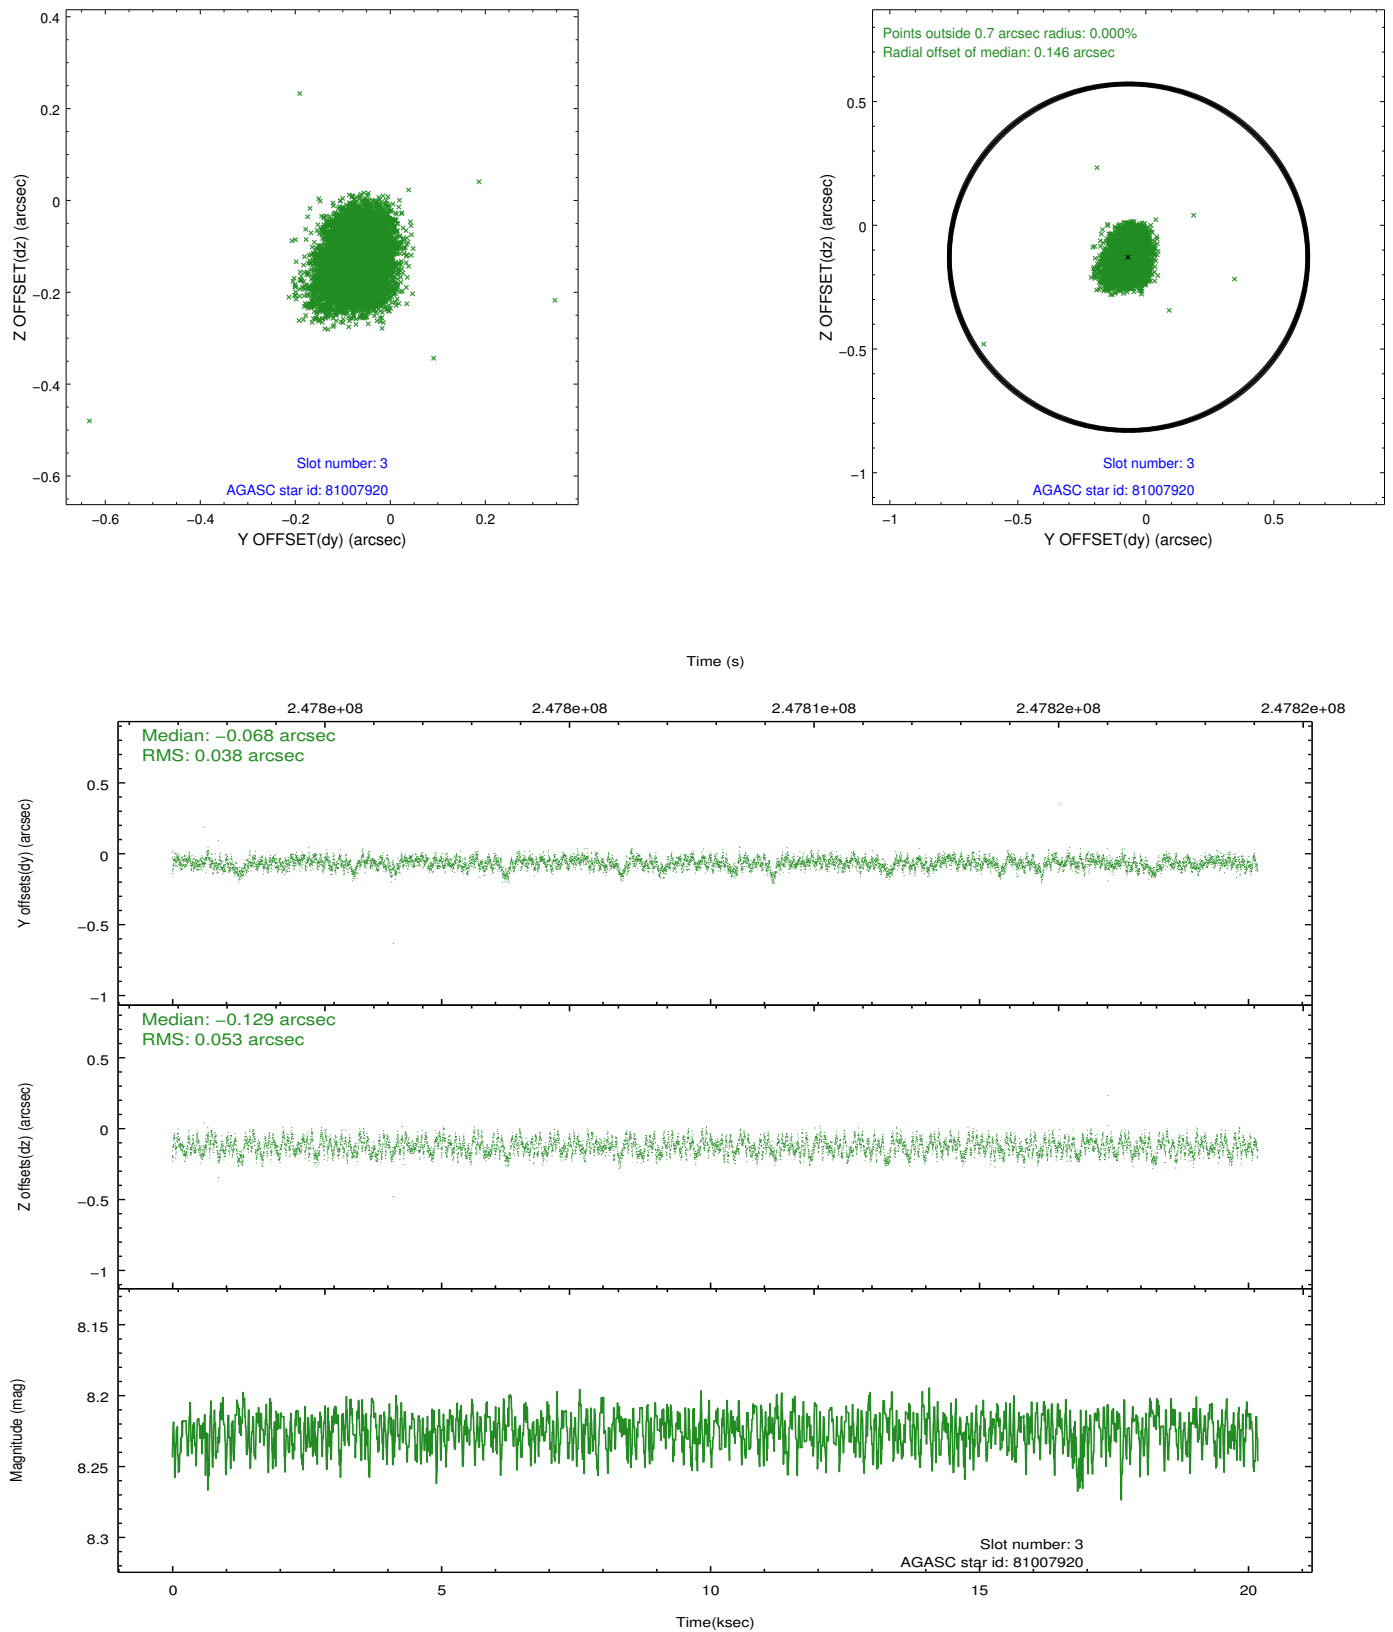 0.4
0.2
0
−0.2
−0.4
−0.6
Z OFFSET(dz) (arcsec)
Slot number: 3
AGASC star id: 81007920
−0.6
−0.4
−0.2
0
0.2
Y OFFSET(dy) (arcsec)
Points outside 0.7 arcsec radius: 0.000%
Radial offset of median: 0.146 arcsec
0.5
0
−0.5
−1
Z OFFSET(dz) (arcsec)
Slot number: 3
AGASC star id: 81007920
−1
−0.5
0
0.5
Y OFFSET(dy) (arcsec)
Time (s)
2.478e+08
2.478e+08
2.4781e+08
2.4782e+08
2.4782e+08
Median: −0.068 arcsec
RMS: 0.038 arcsec
0.5
0
−0.5
−1
Y offsets(dy) (arcsec)
Median: −0.129 arcsec
RMS: 0.053 arcsec
0.5
0
−0.5
−1
Z offsets(dz) (arcsec)
8.15
8.2
8.25
8.3
Magnitude (mag)
Slot number: 3
AGASC star id: 81007920
0
5
10
15
20
Time(ksec)